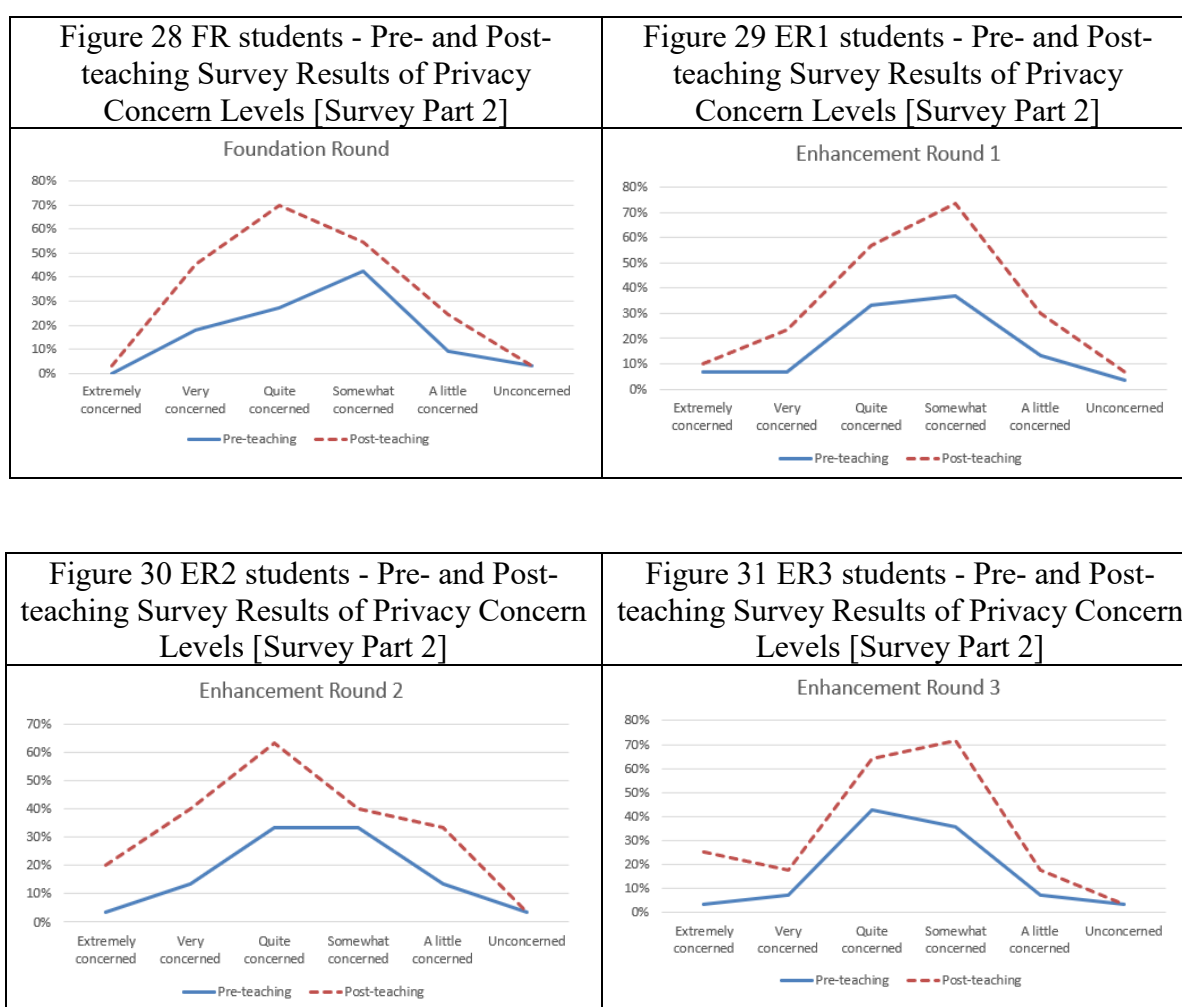 Figure 28 FR students - Pre- and Post-
teaching Survey Results of Privacy
Concern Levels [Survey Part 2]
Figure 29 ER1 students - Pre- and Post-
teaching Survey Results of Privacy
Concern Levels [Survey Part 2]
Foundation Round
80%
70%
60%
50%
40%
30%
20%
10%
0%
Extremely
concerned
Very
concerned
Quite
concerned
Somewhat
concerned
A little
concerned
Unconcerned
Pre-teaching
Post-teaching
Enhancement Round 1
80%
70%
60%
50%
40%
30%
20%
10%
0%
Extremely
concerned
Very
concerned
Quite
concerned
Somewhat
concerned
A little
concerned
Unconcerned
Pre-teaching
Post-teaching
Figure 30 ER2 students - Pre- and Post-
teaching Survey Results of Privacy Concern
Levels [Survey Part 2]
Figure 31 ER3 students - Pre- and Post-
teaching Survey Results of Privacy Concern
Levels [Survey Part 2]
Enhancement Round 2
70%
60%
50%
40%
30%
20%
10%
0%
Extremely
concerned
Very
concerned
Quite
concerned
Somewhat
concerned
A little
concerned
Unconcerned
Pre-teaching
Post-teaching
Enhancement Round 3
80%
70%
60%
50%
40%
30%
20%
10%
0%
Extremely
concerned
Very
concerned
Quite
concerned
Somewhat
concerned
A little
concerned
Unconcerned
Pre-teaching
Post-teaching